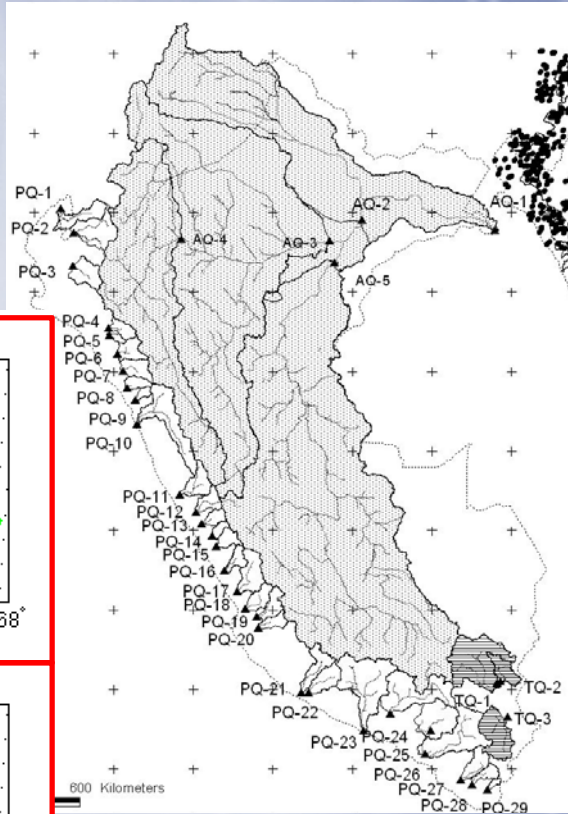 PQ-1
AQ-2
AQ-1
PQ-2
AQ-4
AQ-3
PQ-3
AQ-5
PQ-4
PQ-5
PQ-6
PQ-7
PQ-8
PQ-9
PQ-10
PQ-11
PQ-12
PQ-13
PQ-14
PQ-15
PQ-16
PQ-17
PQ-18
PQ-19
PQ-20
68°
TQ-2
PQ-21
TQ-1
PQ-22
TQ-3
PQ-23
PQ-24
PQ-25
PQ-26
600 Kilometers
PQ-27
PQ-28
PQ-29